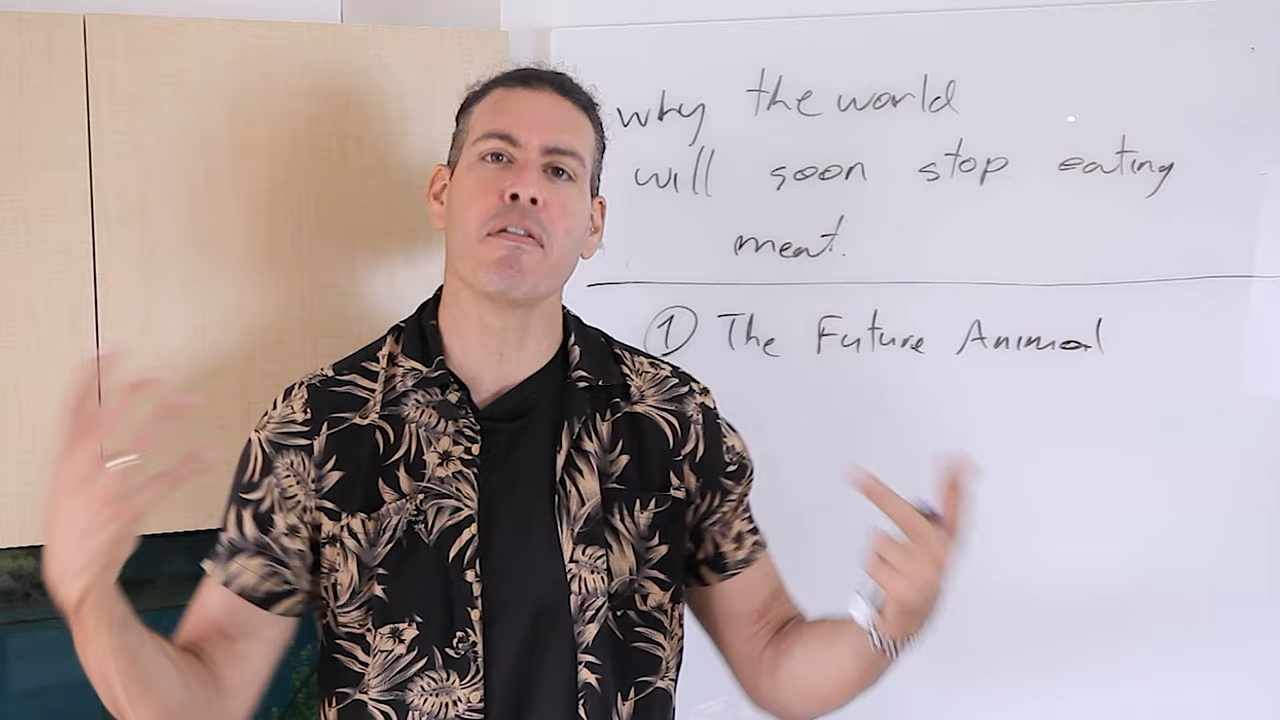 why the world
will soon stop eating
meat.
① The Future Animal